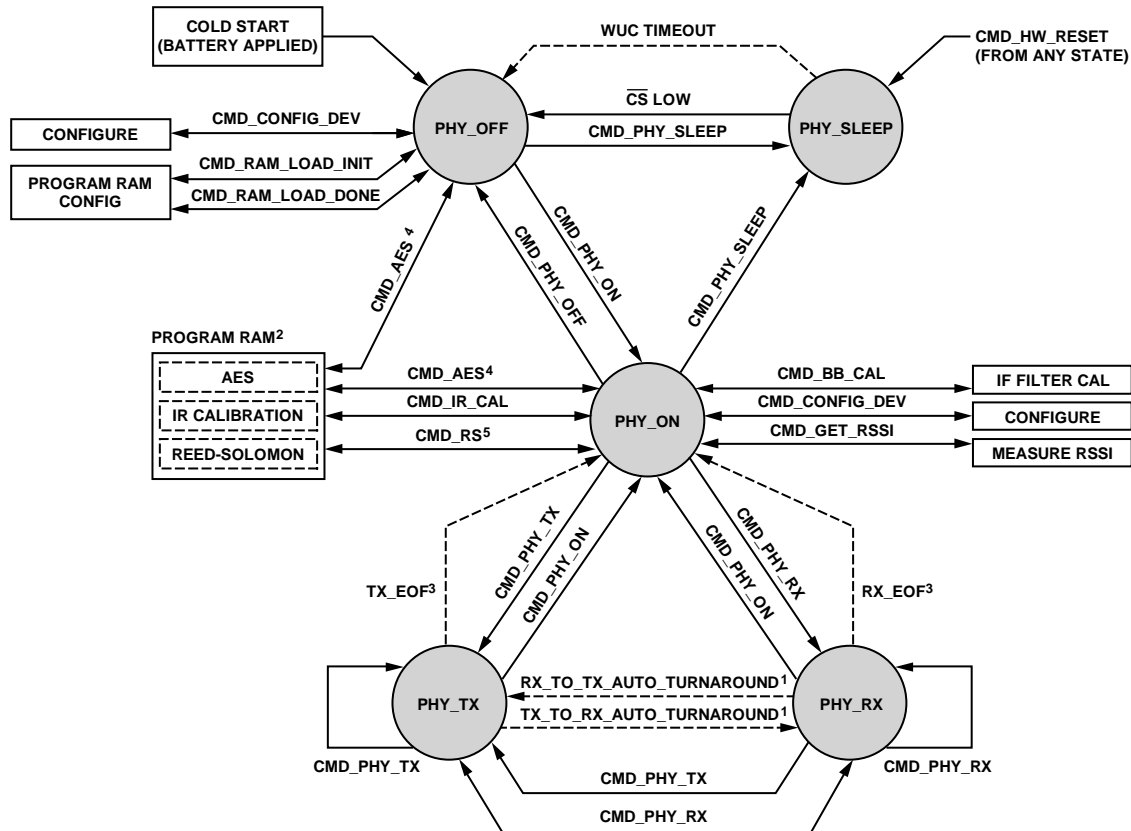 COLD START
(BATTERY APPLIED)
WUC TIMEOUT
CMD_HW_RESET
(FROM ANY STATE)
PHY_OFF
CS LOW
CMD_PHY_SLEEP
PHY_SLEEP
CONFIGURE
CMD_CONFIG_DEV
PROGRAM RAM
CONFIG
CMD_RAM_LOAD_INIT
CMD_RAM_LOAD_DONE
CMD_AES 4
CMD_PHY_OFF
CMD_PHY_ON
CMD_PHY_SLEEP
PROGRAM RAM2
AES
IR CALIBRATION
REED-SOLOMON
CMD_AES4
CMD_IR_CAL
CMD_RS5
PHY_ON
CMD_BB_CAL
CMD_CONFIG_DEV
CMD_GET_RSSI
IF FILTER CAL
CONFIGURE
MEASURE RSSI
TX_EOF3
CMD_PHY_TX
CMD_PHY_ON
CMD_PHY_ON
CMD_PHY_RX
RX_EOF3
PHY_TX
RX_TO_TX_AUTO_TURNAROUND1
TX_TO_RX_AUTO_TURNAROUND1
PHY_RX
CMD_PHY_TX
CMD_PHY_TX
CMD_PHY_RX
CMD_PHY_RX